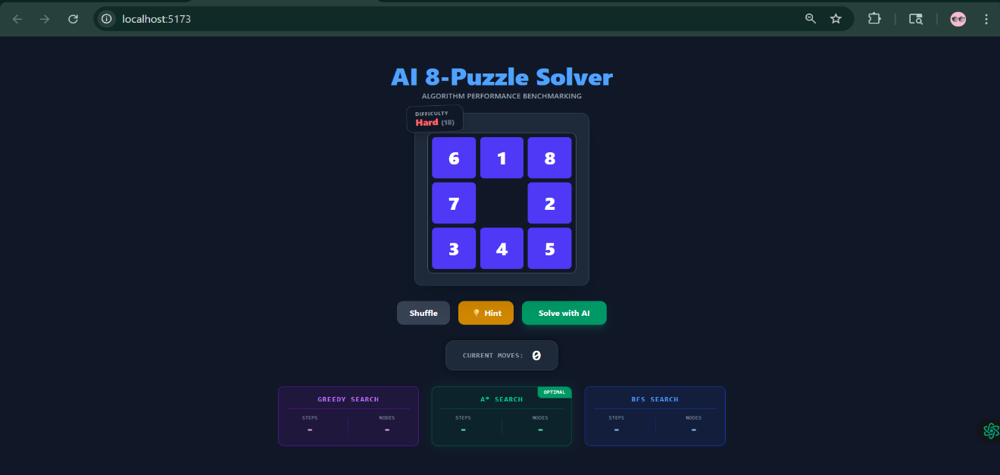 localhost:5173
AI 8-Puzzle Solver
ALGORITHM PERFORMANCE BENCHMARKING
DIFFICULTY
Hard (18)
6 1 8
7 2
3 4 5
Shuffle 💡 Hint Solve with AI
CURRENT MOVES: 0
OPTIMAL
GREEDY SEARCH A* SEARCH BFS SEARCH
STEPS NODES STEPS NODES STEPS NODES
- - - - - -